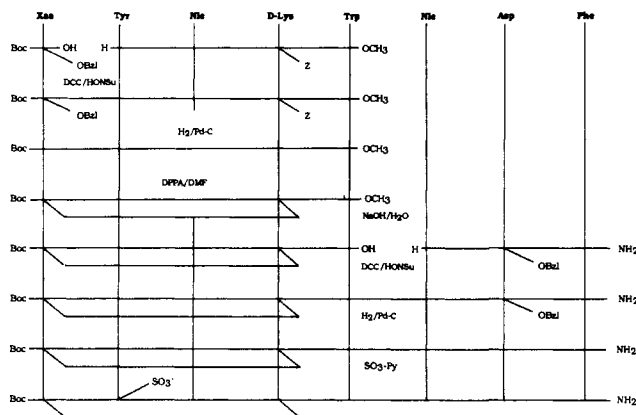 Xaa Tyr Nle D-Lys Trp Nle Asp Phe
Boc OH H OCH3
OBzl Z
DCC/HONSu
Boc OCH3
OBzl Z
H2/Pd-C
Boc OCH3
DPPA/DMF
Boc OCH3
NaOH/H2O
Boc OH H NH2
DCC/HONSu OBzl
Boc NH2
H2/Pd-C OBzl
Boc NH2
SO3-Py
SO3-
Boc NH2